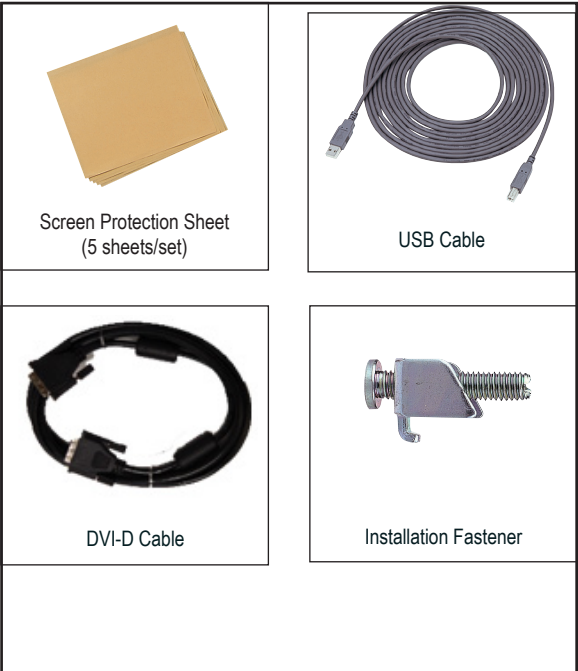 Screen Protection Sheet
(5 sheets/set)
USB Cable
DVI-D Cable
Installation Fastener